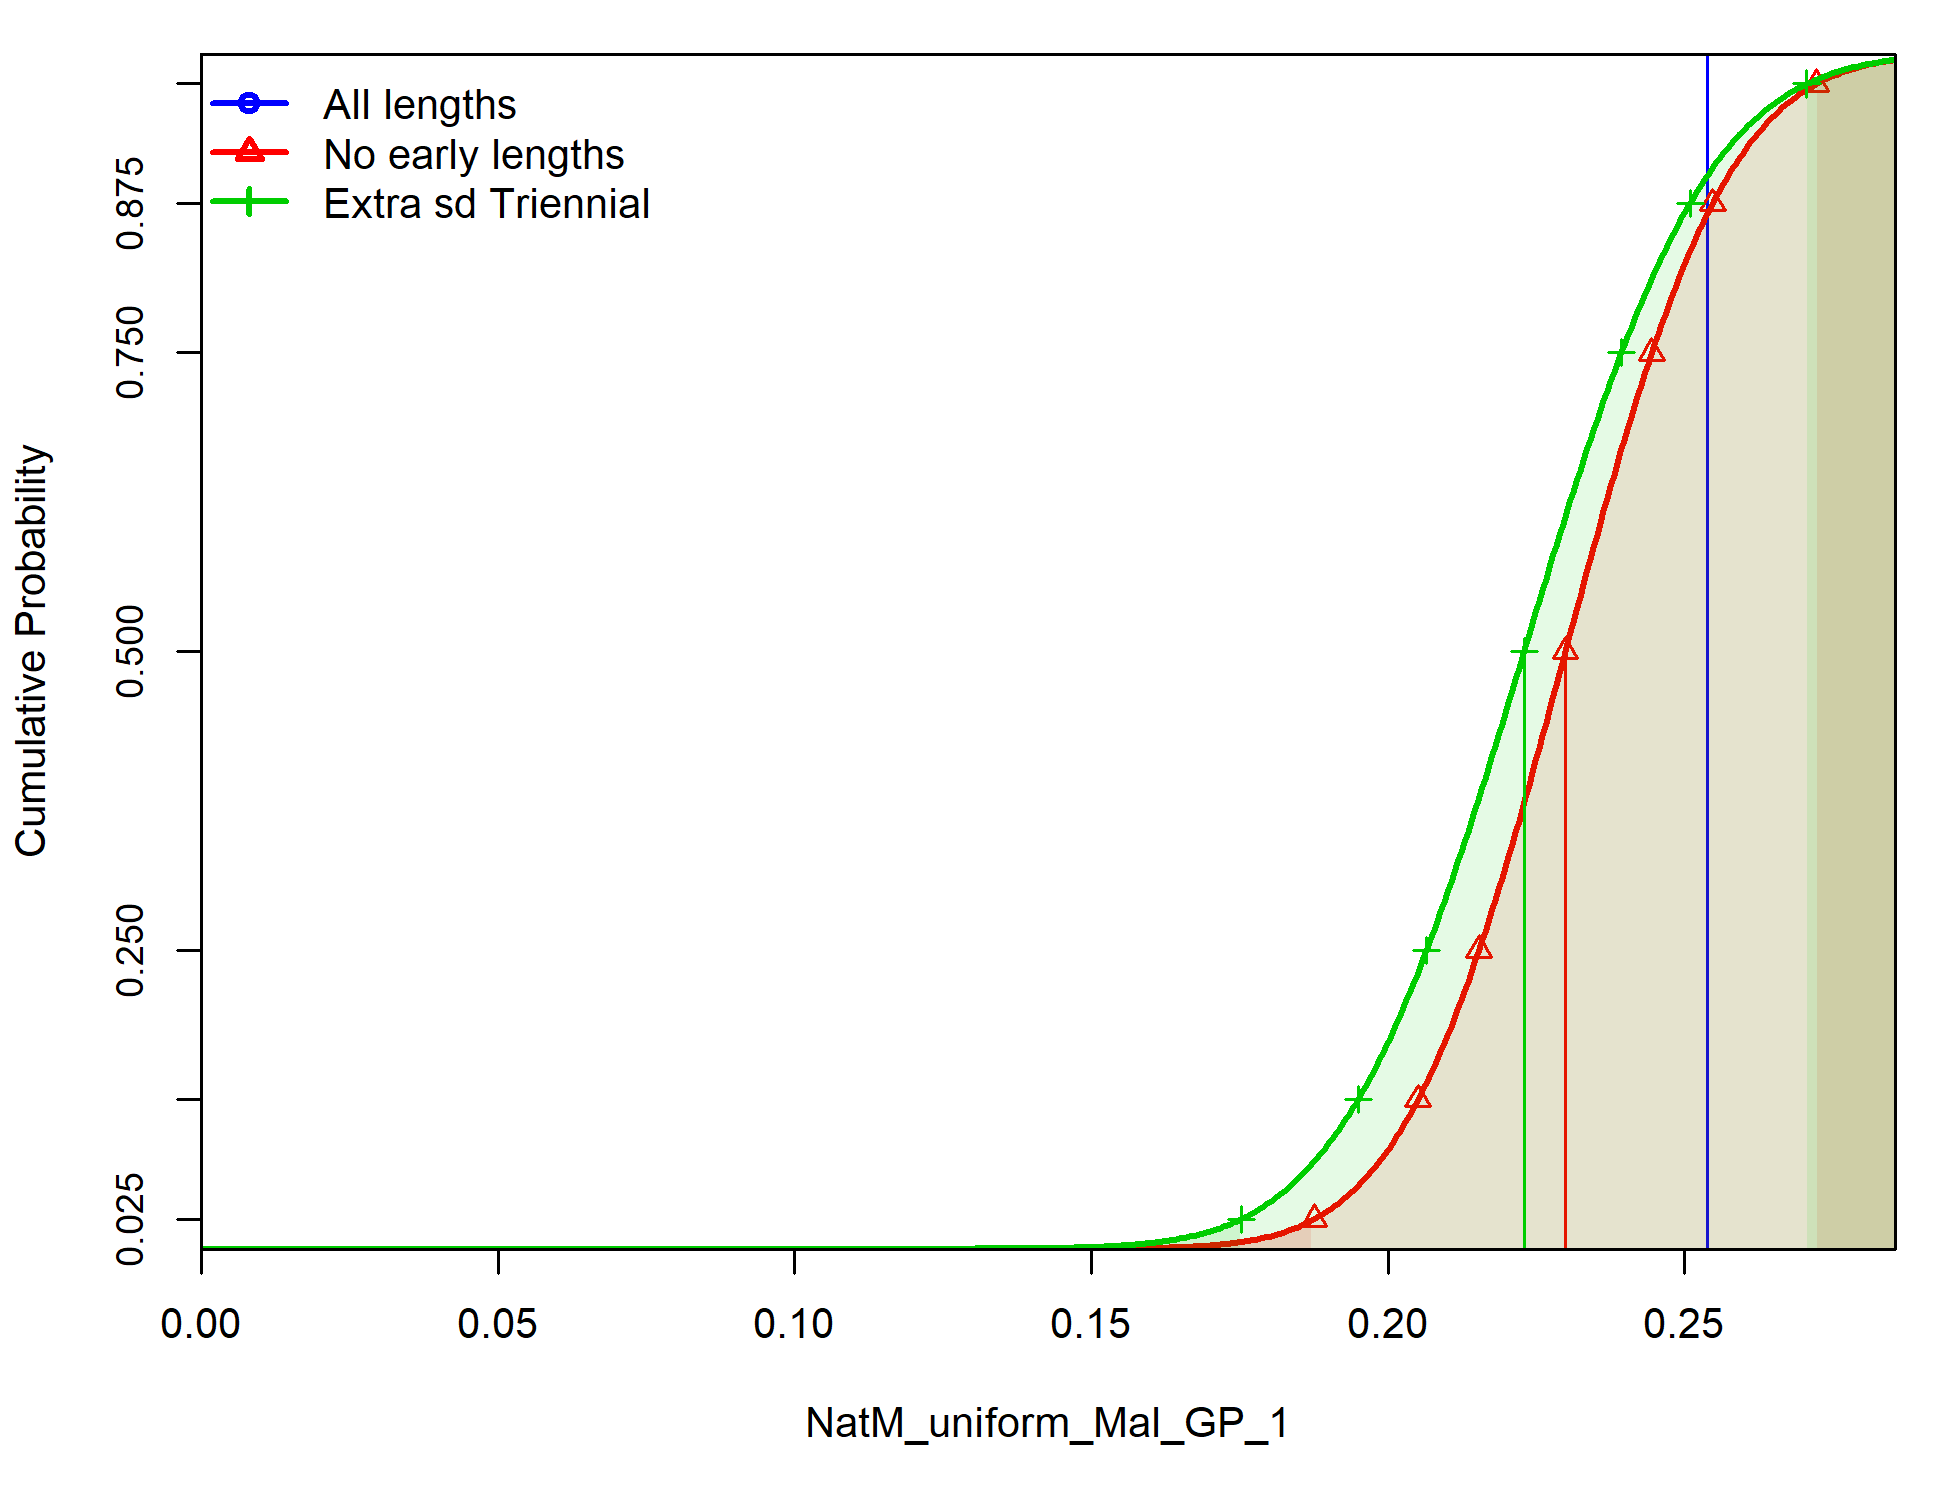 All lengths
No early lengths
Extra sd Triennial
Cumulative Probability
0.875
0.750
0.500
0.250
0.025
0.00 0.05 0.10 0.15 0.20 0.25
NatM_uniform_Mal_GP_1